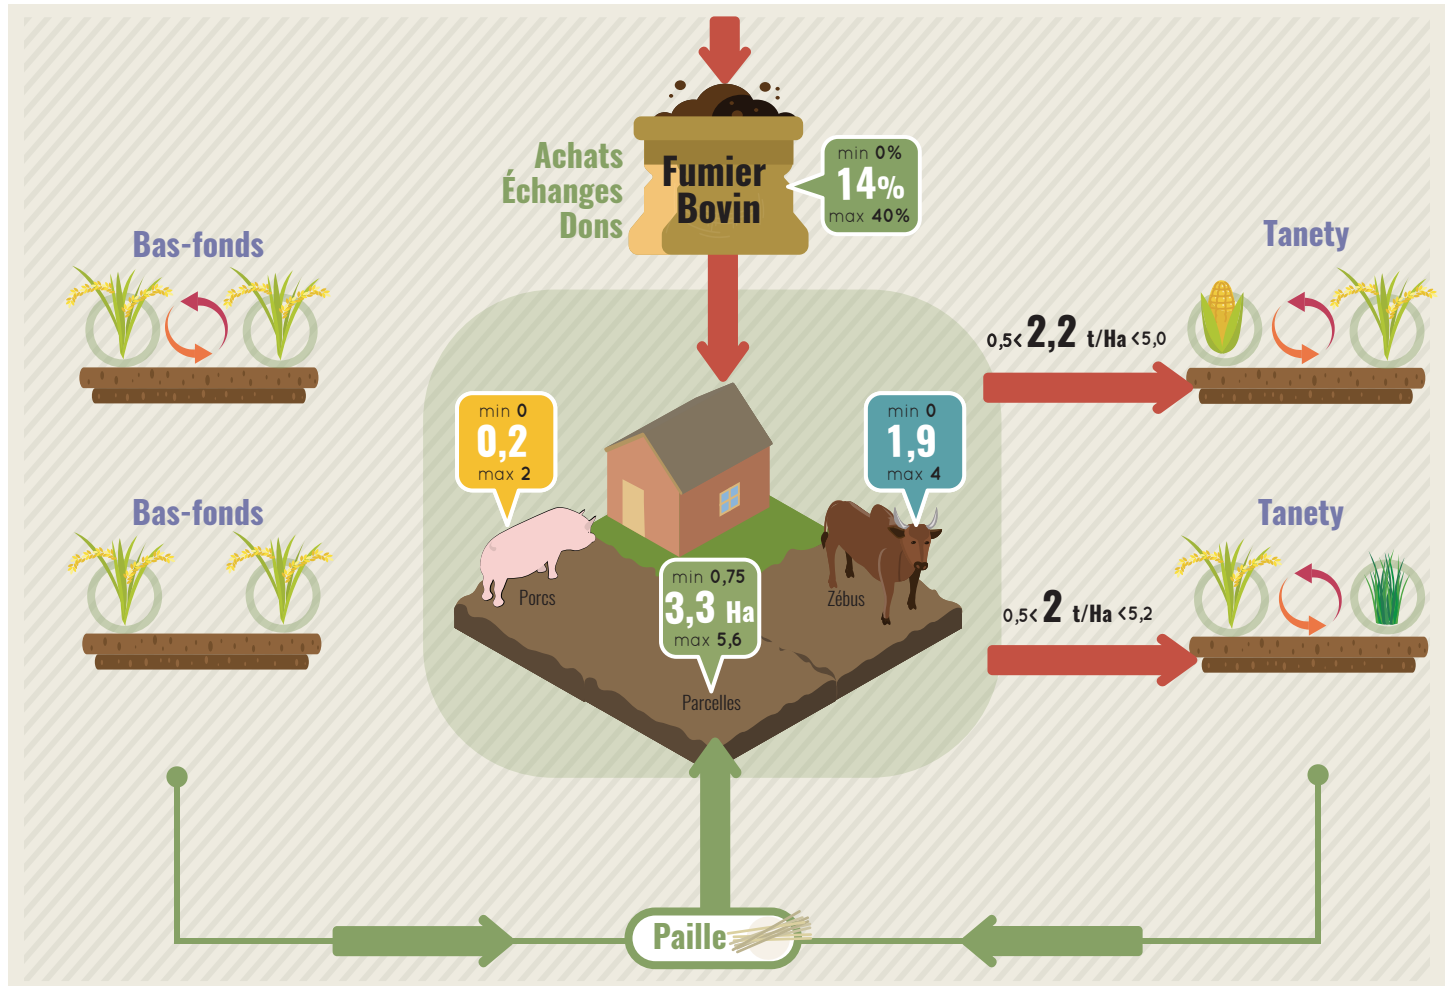 Achats
Échanges
Dons
Fumier
Bovin
min 0%
14%
max 40%
Bas-fonds
Tanety
0,5< 2,2 t/Ha <5,0
min 0
0,2
max 2
min 0
1,9
max 4
Bas-fonds
Tanety
min 0,75
3,3 Ha
max 5,6
Porcs
Zébus
0,5< 2 t/Ha <5,2
Parcelles
Paille